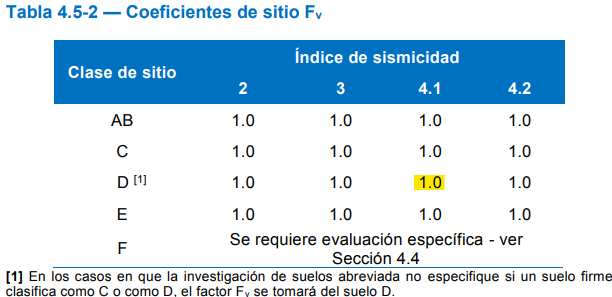 Tabla 4.5-2 — Coeficientes de sitio Fv
Clase de sitio
Índice de sismicidad
2 3 4.1 4.2
AB 1.0 1.0 1.0 1.0
C 1.0 1.0 1.0 1.0
D [1] 1.0 1.0 1.0 1.0
E 1.0 1.0 1.0 1.0
F Se requiere evaluación específica - ver
Sección 4.4
[1] En los casos en que la investigación de suelos abreviada no especifique si un suelo firme
clasifica como C o como D, el factor Fv se tomará del suelo D.